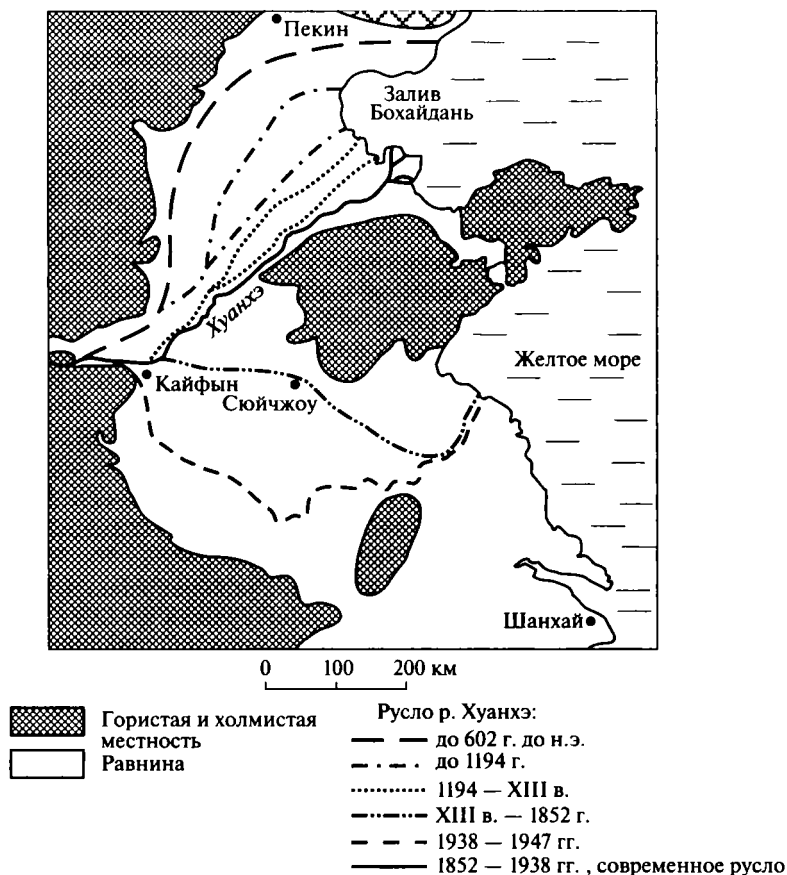 Пекин
Залив
Бохайдань
Хуанхэ
Желтое море
Кайфын
Сюйчжоу
Шанхай
0 100 200 км
Гористая и холмистая
местность
Равнина
Русло р. Хуанхэ:
до 602 г. до н.э.
до 1194 г.
1194 — XIII в.
XIII в. — 1852 г.
1938 — 1947 гг.
1852 — 1938 гг. , современное русло